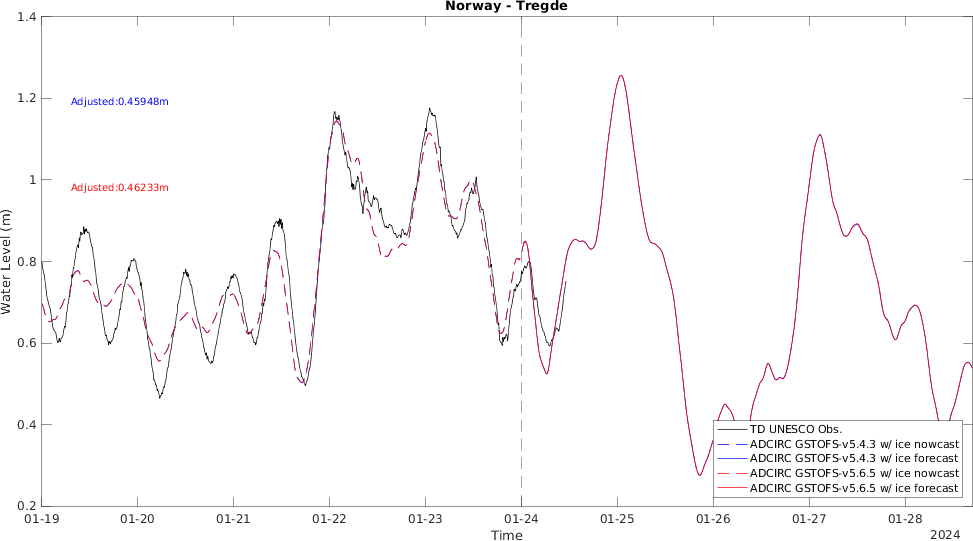 Norway - Tregde
1.4
1.2
1
0.8
0.6
0.4
0.2
Water Level (m)
Adjusted:0.45948m
Adjusted:0.46233m
TD UNESCO Obs.
ADCIRC GSTOFS-v5.4.3 w/ ice nowcast
ADCIRC GSTOFS-v5.4.3 w/ ice forecast
ADCIRC GSTOFS-v5.6.5 w/ ice nowcast
ADCIRC GSTOFS-v5.6.5 w/ ice forecast
01-19 01-20 01-21 01-22 01-23 01-24 01-25 01-26 01-27 01-28
Time
2024